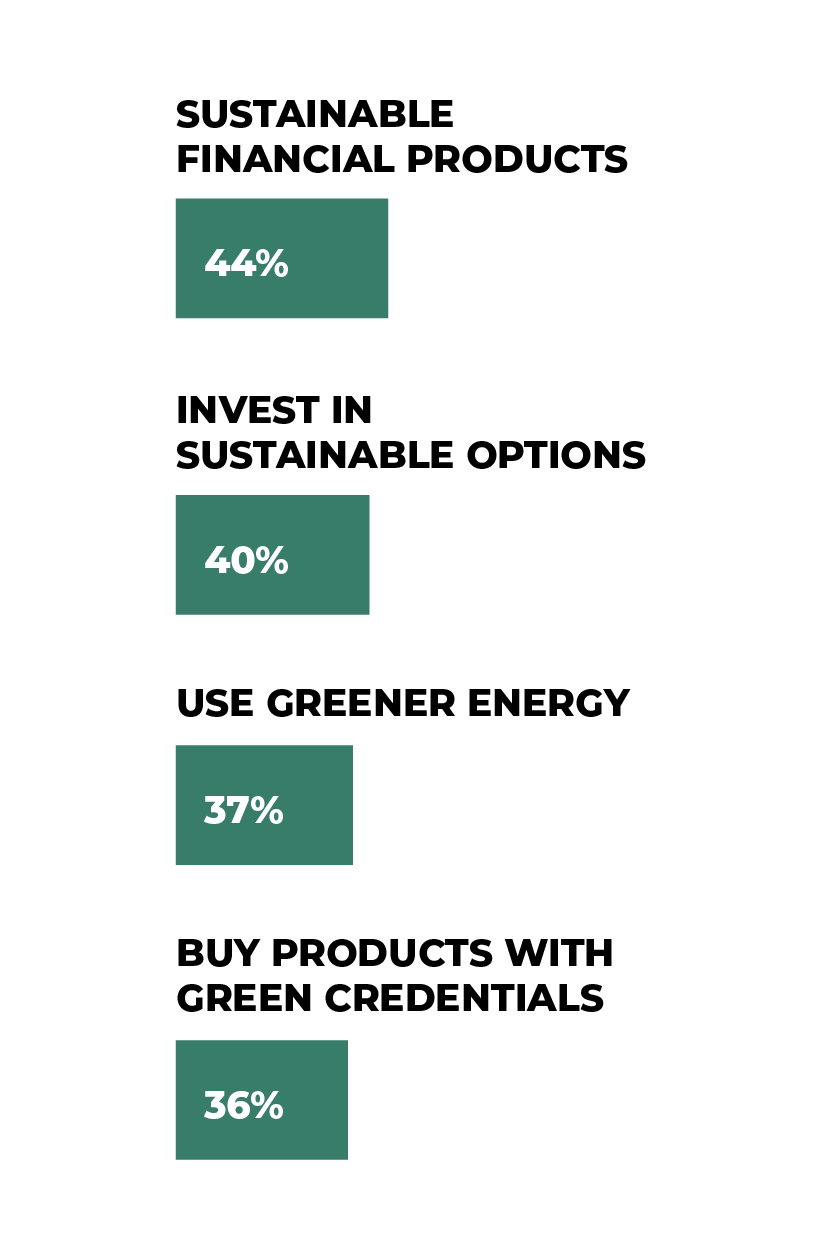 SUSTAINABLE
FINANCIAL PRODUCTS
44%
INVEST IN
SUSTAINABLE OPTIONS
40%
USE GREENER ENERGY
37%
BUY PRODUCTS WITH
GREEN CREDENTIALS
36%